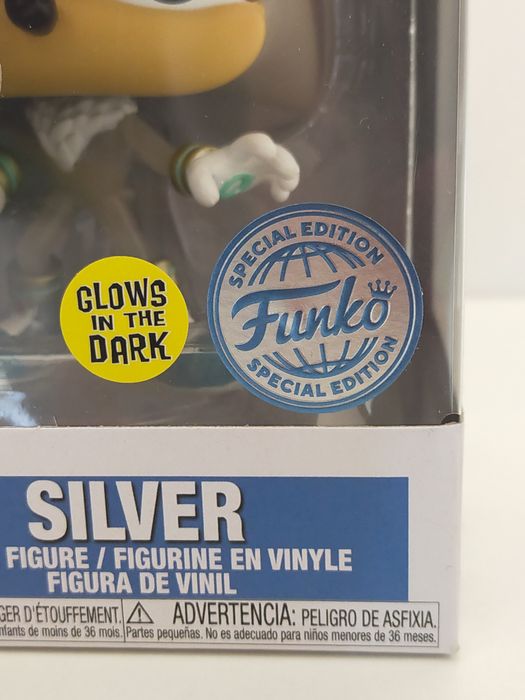 GLOWS
IN THE
DARK
SPECIAL EDITION
Funko
SPECIAL EDITION
SILVER
FIGURE / FIGURINE EN VINYLE
FIGURA DE VINIL
GER D'ÉTOUFFEMENT. ⚠ ADVERTENCIA: PELIGRO DE ASFIXIA.
nfants de moins de 36 mois. Partes pequeñas. No es adecuado para niños menores de 36 meses.